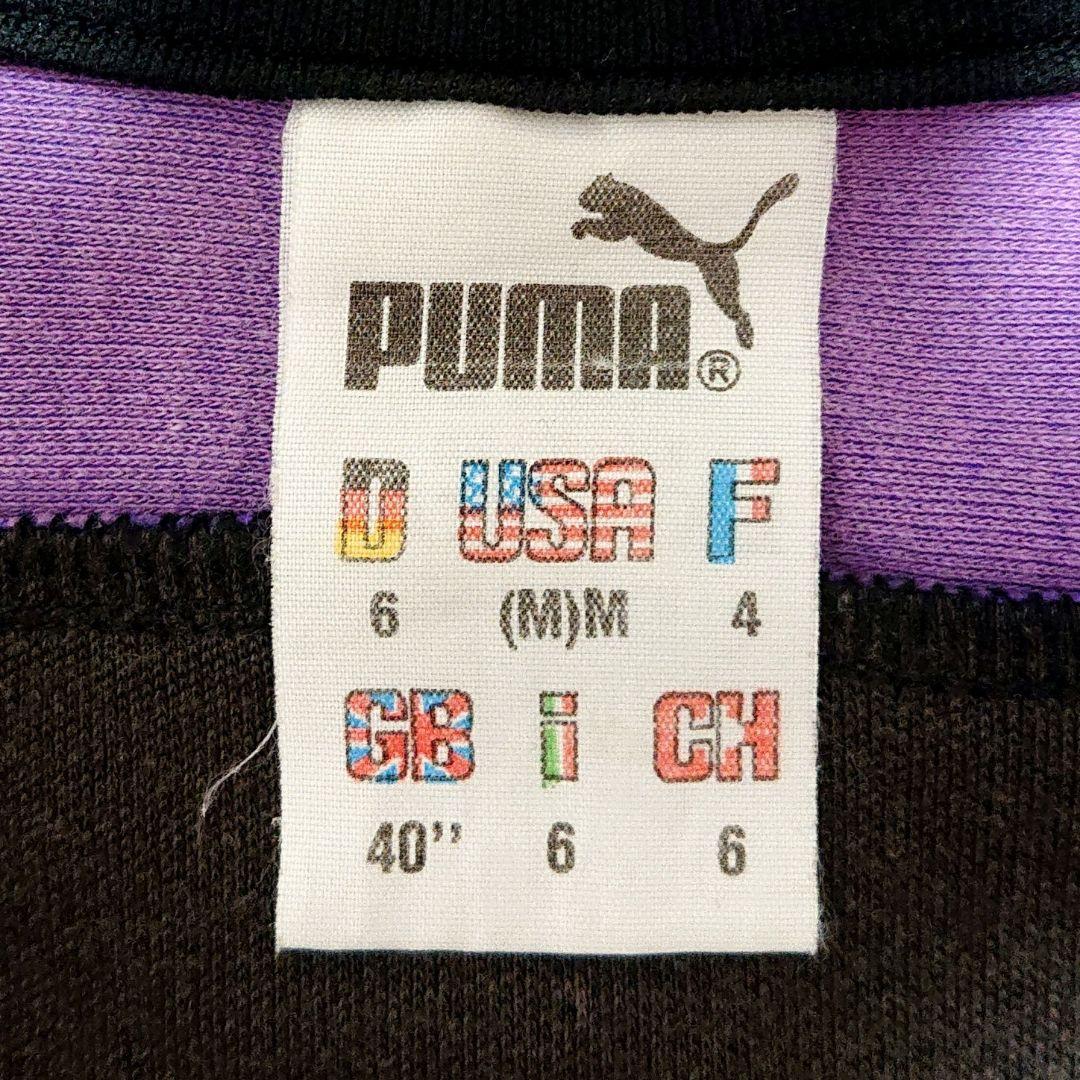 PUMA®
D USA F
6 (M)M 4
GB i CH
40’’ 6 6